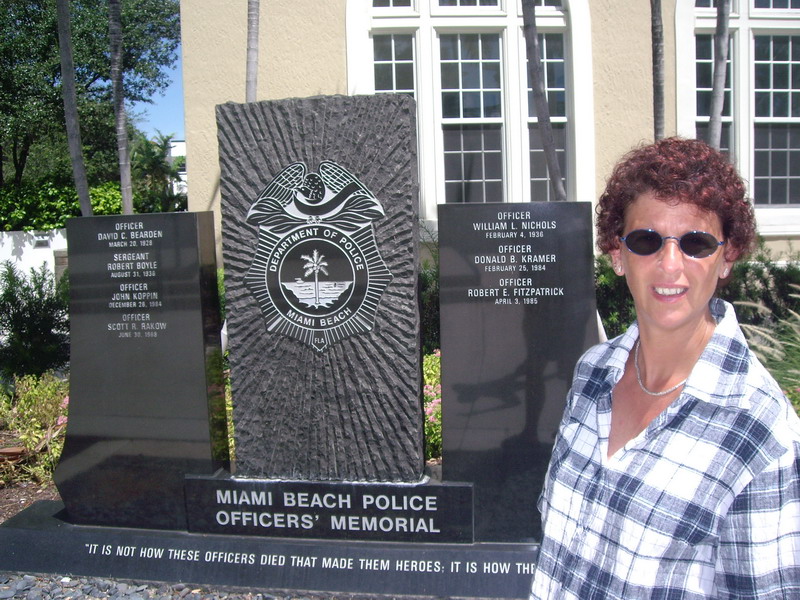 OFFICER
DAVID C. BEARDEN
MARCH 20, 1928
SERGEANT
ROBERT BOYLE
AUGUST 31, 1936
OFFICER
JOHN KOPPIN
DECEMBER 28, 1984
OFFICER
SCOTT R. RAKOW
JUNE 30, 1988
DEPARTMENT OF POLICE
MIAMI BEACH
FLA
OFFICER
WILLIAM L. NICHOLS
FEBRUARY 4, 1936
OFFICER
DONALD B. KRAMER
FEBRUARY 25, 1984
OFFICER
ROBERT E. FITZPATRICK
APRIL 3, 1985
MIAMI BEACH POLICE
OFFICERS' MEMORIAL
"IT IS NOT HOW THESE OFFICERS DIED THAT MADE THEM HEROES: IT IS HOW THE